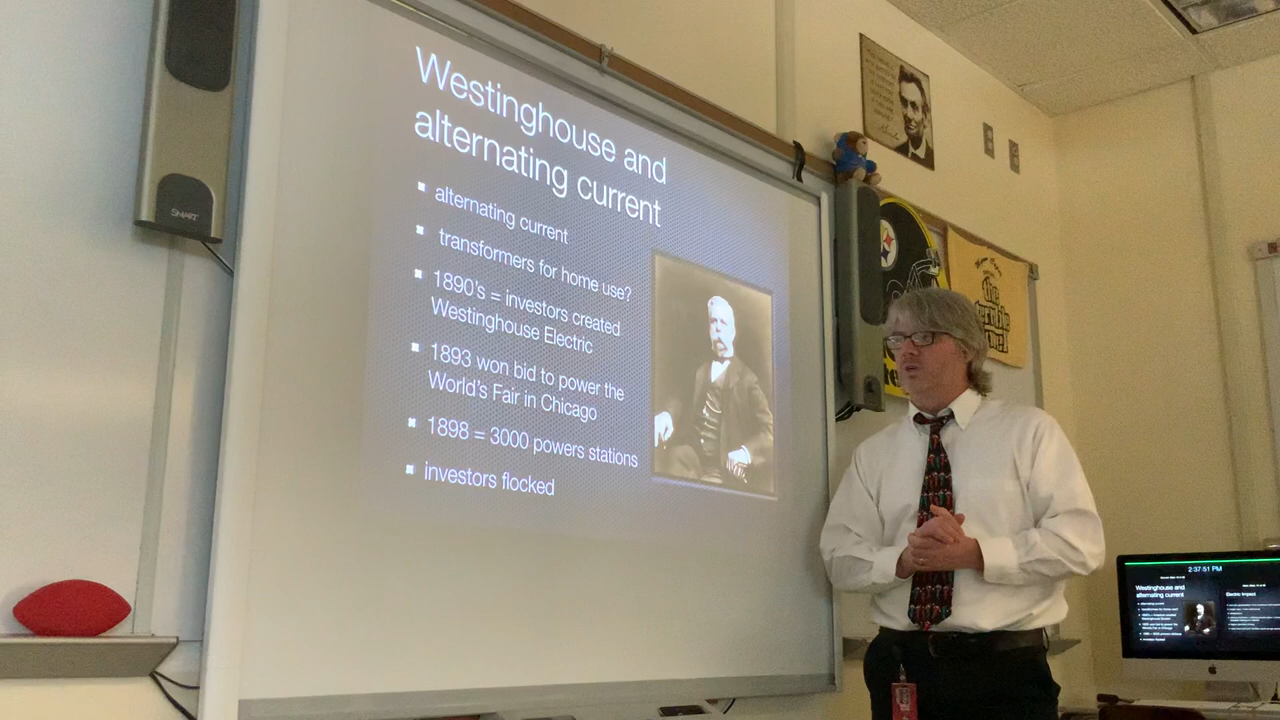 Westinghouse and
alternating current
alternating current
transformers for home use?
1890's = investors created
Westinghouse Electric
1893 won bid to power the
World's Fair in Chicago
1898 = 3000 powers stations
investors flocked
SMART
the
2:37:51 PM
Westinghouse and
alternating current
Electric Impact